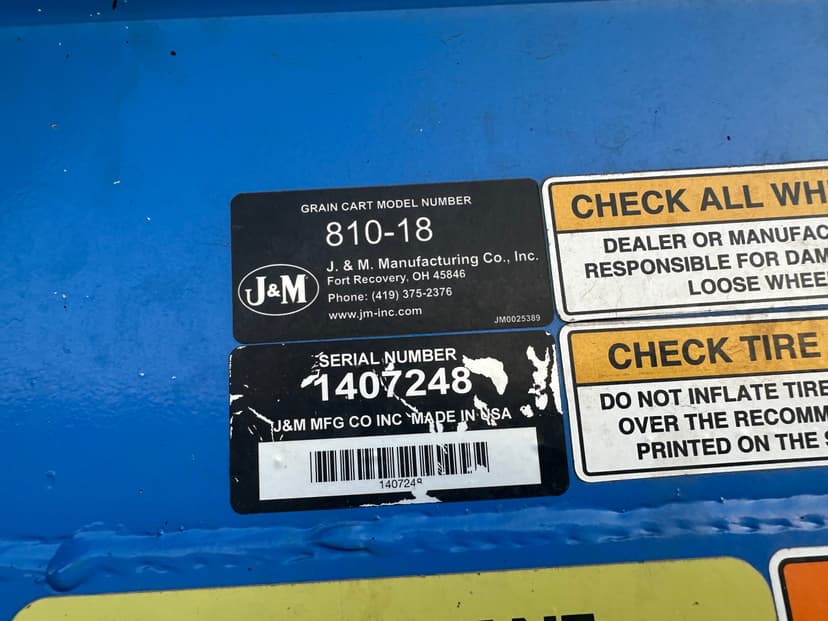 GRAIN CART MODEL NUMBER
810-18
J&M
J. & M. Manufacturing Co., Inc.
Fort Recovery, OH 45846
Phone: (419) 375-2376
www.jm-inc.com
JM0025389
SERIAL NUMBER
1407248
J&M MFG CO INC MADE IN USA
1407248
CHECK ALL WH
DEALER OR MANUFAC
RESPONSIBLE FOR DAM
LOOSE WHEE
CHECK TIRE
DO NOT INFLATE TIRE
OVER THE RECOMM
PRINTED ON THE S